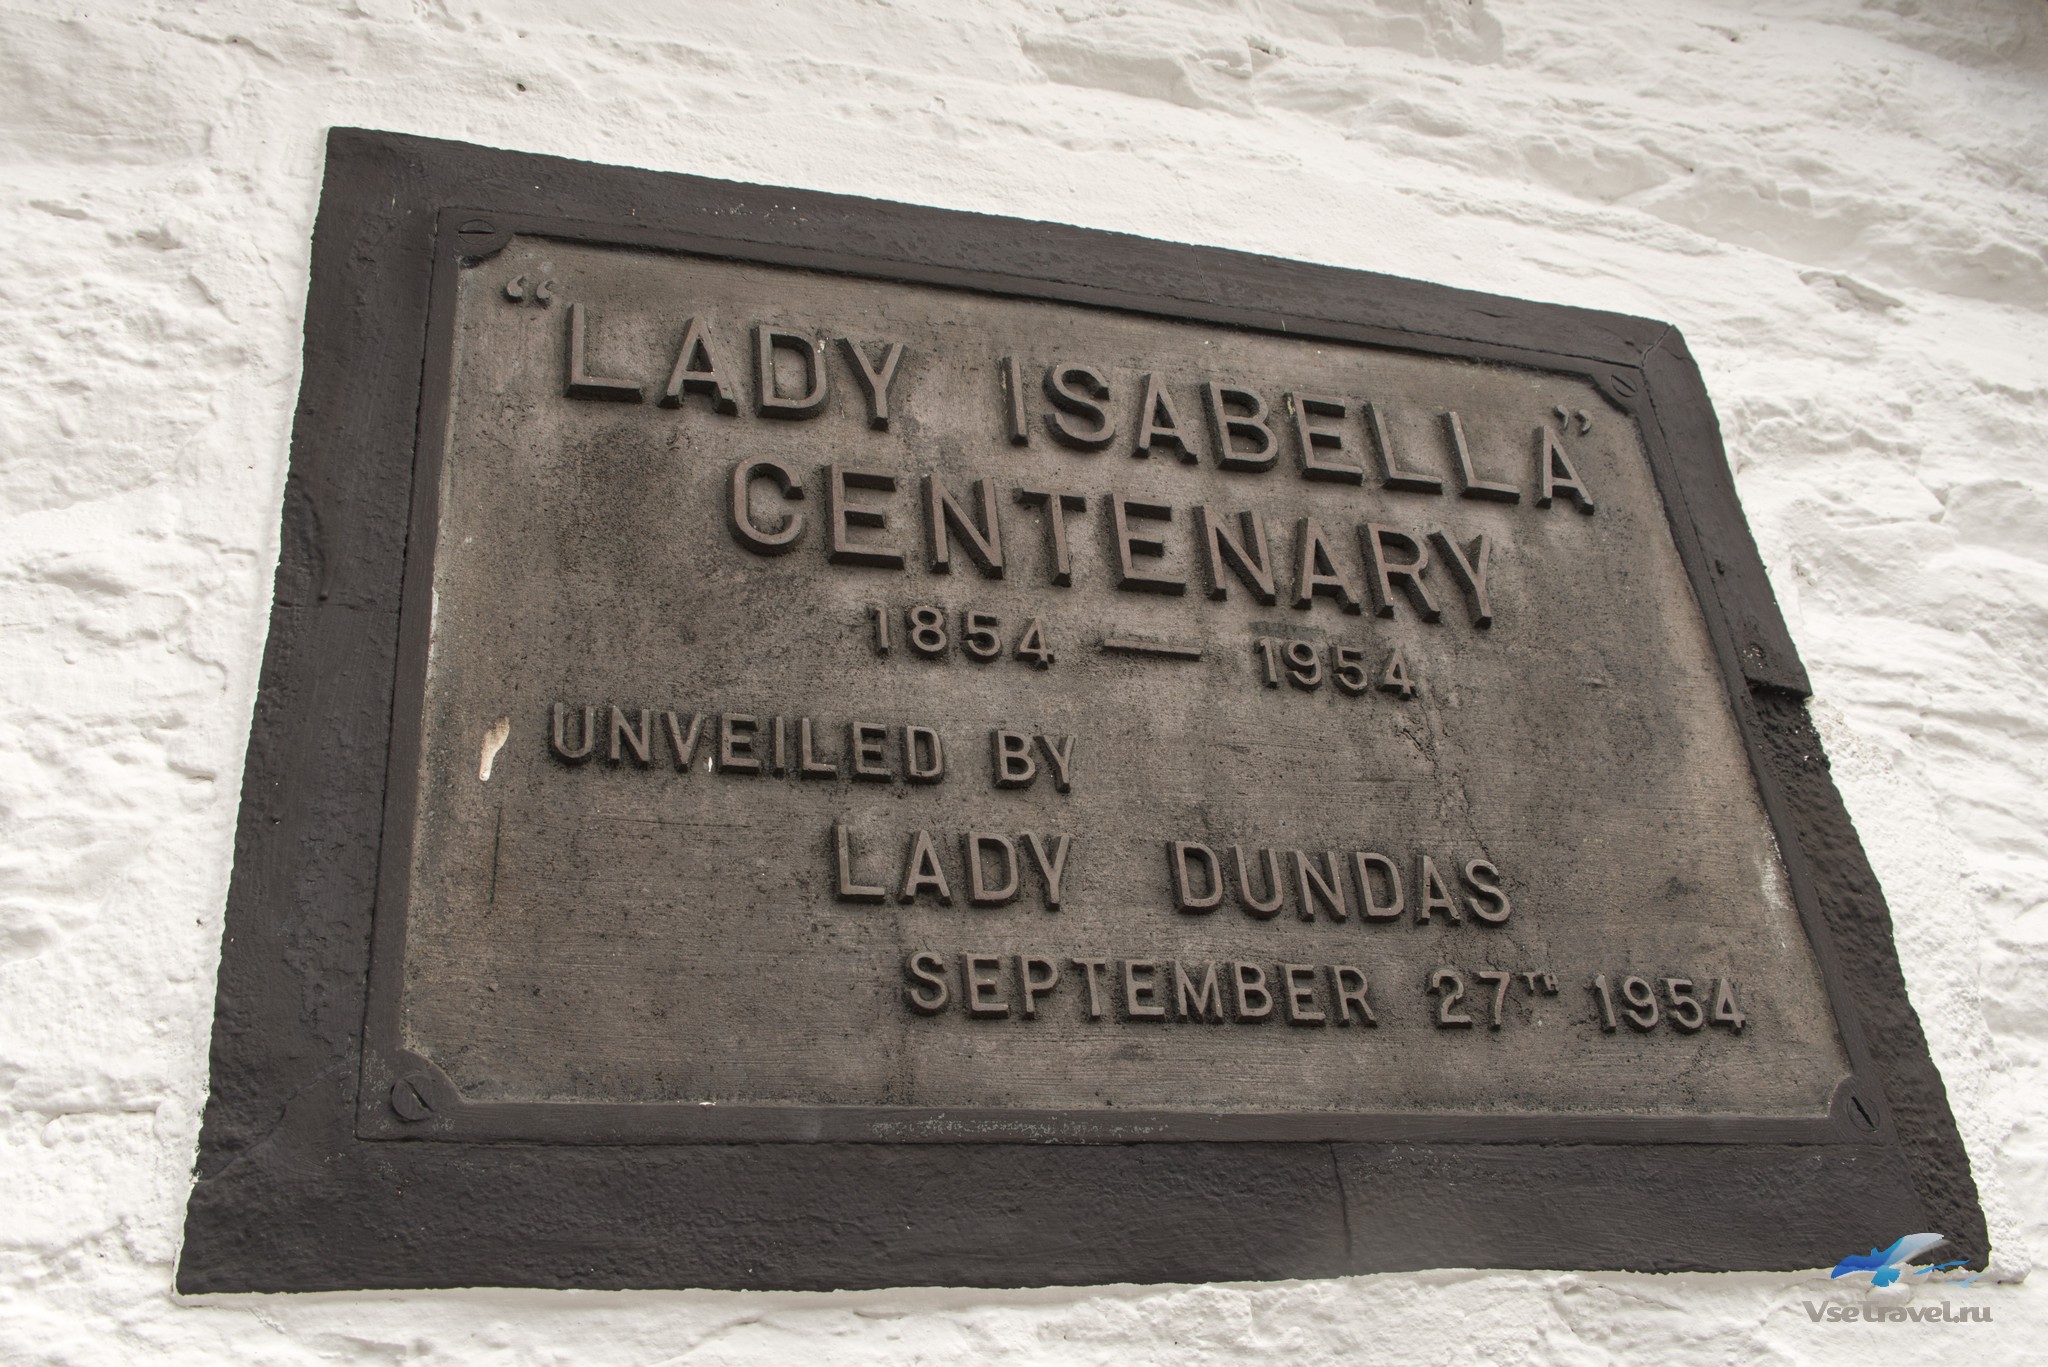 “LADY ISABELLA”
CENTENARY
1854 — 1954
UNVEILED BY
LADY DUNDAS
SEPTEMBER 27TH 1954
Vsetravel.ru